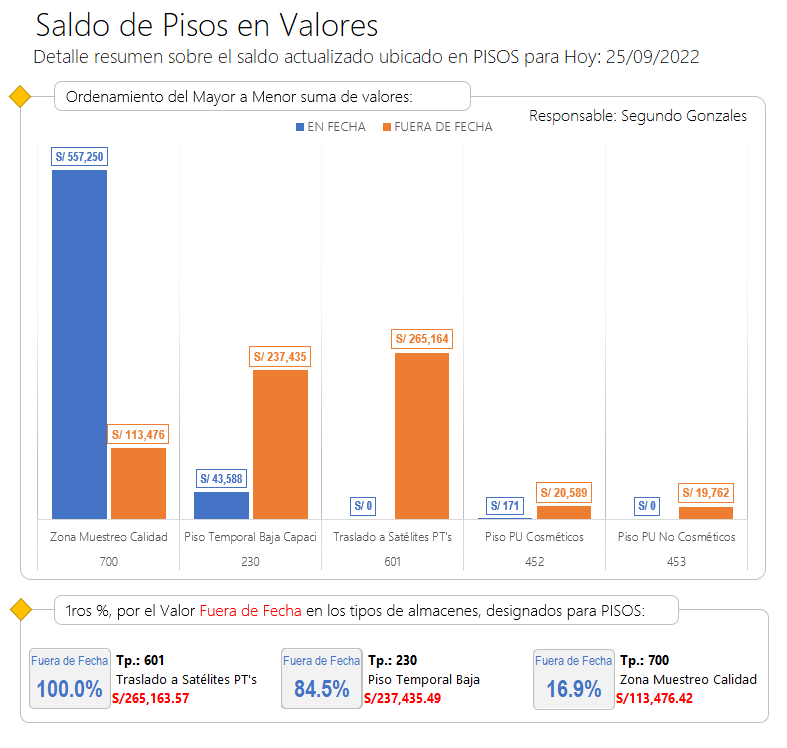 Saldo de Pisos en Valores
Detalle resumen sobre el saldo actualizado ubicado en PISOS para Hoy: 25/09/2022
Ordenamiento del Mayor a Menor suma de valores:
Responsable: Segundo Gonzales
EN FECHA FUERA DE FECHA
S/ 557,250
S/ 113,476
S/ 43,588
S/ 237,435
S/ 0
S/ 265,164
S/ 171
S/ 20,589
S/ 0
S/ 19,762
Zona Muestreo Calidad Piso Temporal Baja Capaci Traslado a Satélites PT's Piso PU Cosméticos Piso PU No Cosméticos
700 230 601 452 453
1ros %, por el Valor Fuera de Fecha en los tipos de almacenes, designados para PISOS:
Fuera de Fecha
100.0%
Tp.: 601
Traslado a Satélites PT's
S/265,163.57
Fuera de Fecha
84.5%
Tp.: 230
Piso Temporal Baja
S/237,435.49
Fuera de Fecha
16.9%
Tp.: 700
Zona Muestreo Calidad
S/113,476.42